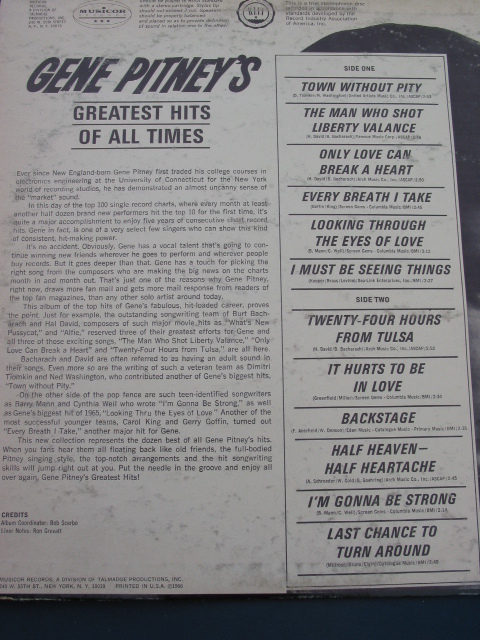 MUSICOR
GENE PITNEY'S
GREATEST HITS
OF ALL TIMES
Ever since New England-born Gene Pitney first traded his college courses in
electronics engineering at the University of Connecticut for the New York
world of recording studios, he has demonstrated an almost uncanny sense of
the "market" sound.
In this day of the top 100 single record charts, where every month at least
another half dozen brand new performers hit the top 10 for the first time, it's
quite a major accomplishment to enjoy five years of consecutive short record
hits. Gene in fact, is one of a very select few singers who can show this kind
of consistent, hit-making power.
It's no accident. Obviously, Gene has a vocal talent that's going to con-
tinue winning new friends wherever he goes to perform and wherever people
buy records. But it goes deeper than that. Gene has a touch for picking the
right song from the composers who are making the big news on the charts
month in and month out. That's just one of the reasons why Gene Pitney,
right now, draws more fan mail and gets more mail response from readers of
the top fan magazines, than any other solo artist around today.
This album of the top hits of Gene's fabulous, hit-loaded career, proves
the point. Just for example, the outstanding songwriting team of Burt Bach-
arath and Hal David, composers of such major movie hits as "What's New
Pussycat," and "Alfie," reserved three of their greatest efforts for Gene and
all three of those exciting songs, "The Man Who Shot Liberty Valance," "Only
Love Can Break a Heart" and "Twenty-Four Hours from Tulsa," are all here.
Bacharach and David are often referred to as having an adult sound in
their songs. Even more so are the writing of such a veteran team as Dimitri
Tiomkin and Ned Washington, who contributed another of Gene's biggest hits,
"Town without Pity."
On the other side of the pop fence are such teen-identified songwriters
as Barry Mann and Cynthia Weil who wrote "I'm Gonna Be Strong," as well
as Gene's biggest hit of 1965, "Looking Thru the Eyes of Love." Another of the
most successful younger teams, Carol King and Gerry Goffin, turned out
"Every Breath I Take," another major hit for Gene.
This new collection represents the dozen best of all Gene Pitney's hits.
When you fans hear them all floating back like old friends, the full-bodied
Pitney singing style, the top-notch arrangements and the hit songwriting
skills will jump right out at you. Put the needle in the groove and enjoy all
over again, Gene Pitney's Greatest Hits!
CREDITS
Album Coordinator: Bob Scerbo
Liner Notes: Ron Greudt
MUSICOR RECORDS, A DIVISION OF TALMADGE PRODUCTIONS, INC.
240 W. 55TH ST., NEW YORK, N. Y. 10019 PRINTED IN U.S.A. ©1966
SIDE ONE
TOWN WITHOUT PITY
THE MAN WHO SHOT
LIBERTY VALANCE
ONLY LOVE CAN
BREAK A HEART
EVERY BREATH I TAKE
LOOKING THROUGH
THE EYES OF LOVE
I MUST BE SEEING THINGS
SIDE TWO
TWENTY-FOUR HOURS
FROM TULSA
IT HURTS TO BE
IN LOVE
BACKSTAGE
HALF HEAVEN—
HALF HEARTACHE
I'M GONNA BE STRONG
LAST CHANCE TO
TURN AROUND